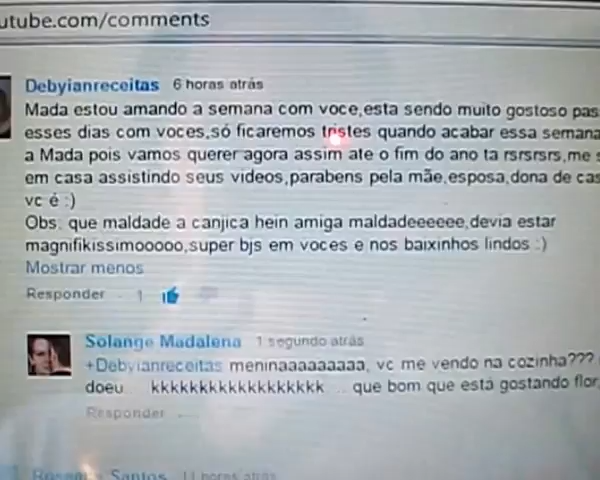 utube.com/comments
Debyianreceitas 6 horas atrás
Mada estou amando a semana com voce,esta sendo muito gostoso pas
esses dias com voces,só ficaremos tristes quando acabar essa semana
a Mada pois vamos querer agora assim ate o fim do ano ta rsrsrsrs,me s
em casa assistindo seus videos,parabens pela mãe,esposa,dona de cas
vc é :)
Obs. que maldade a canjica hein amiga maldadeeeeee,devia estar
magnifikissimooooo,super bjs em voces e nos baixinhos lindos :)
Mostrar menos
Responder · 1
Solange Madalena 1 segundo atrás
+Debyianreceitas meninaaaaaaaaa, vc me vendo na cozinha???
doeu... kkkkkkkkkkkkkkkkkk.... que bom que está gostando flor,
Responder
Santos 11 horas atrás